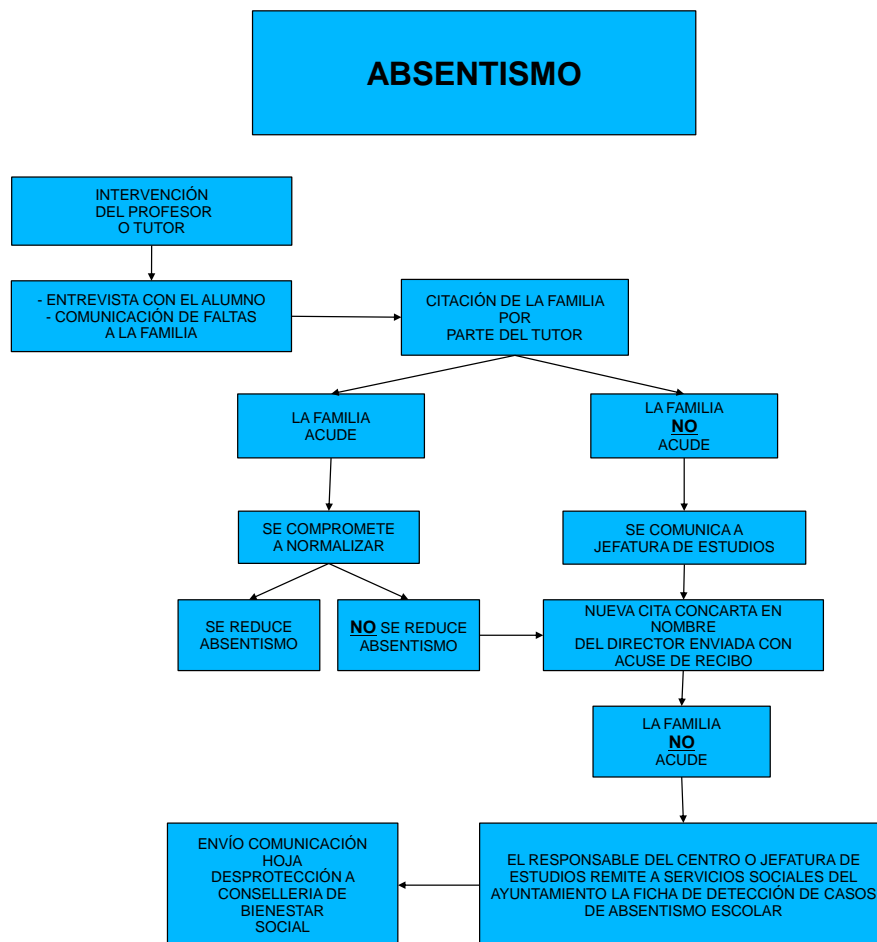 ABSENTISMO
INTERVENCIÓN
DEL PROFESOR
O TUTOR
- ENTREVISTA CON EL ALUMNO
- COMUNICACIÓN DE FALTAS
A LA FAMILIA
CITACIÓN DE LA FAMILIA
POR
PARTE DEL TUTOR
LA FAMILIA
ACUDE
LA FAMILIA
NO
ACUDE
SE COMPROMETE
A NORMALIZAR
SE COMUNICA A
JEFATURA DE ESTUDIOS
SE REDUCE
ABSENTISMO
NO SE REDUCE
ABSENTISMO
NUEVA CITA CONCARTA EN
NOMBRE
DEL DIRECTOR ENVIADA CON
ACUSE DE RECIBO
LA FAMILIA
NO
ACUDE
ENVÍO COMUNICACIÓN
HOJA
DESPROTECCIÓN A
CONSELLERIA DE
BIENESTAR
SOCIAL
EL RESPONSABLE DEL CENTRO O JEFATURA DE
ESTUDIOS REMITE A SERVICIOS SOCIALES DEL
AYUNTAMIENTO LA FICHA DE DETECCIÓN DE CASOS
DE ABSENTISMO ESCOLAR